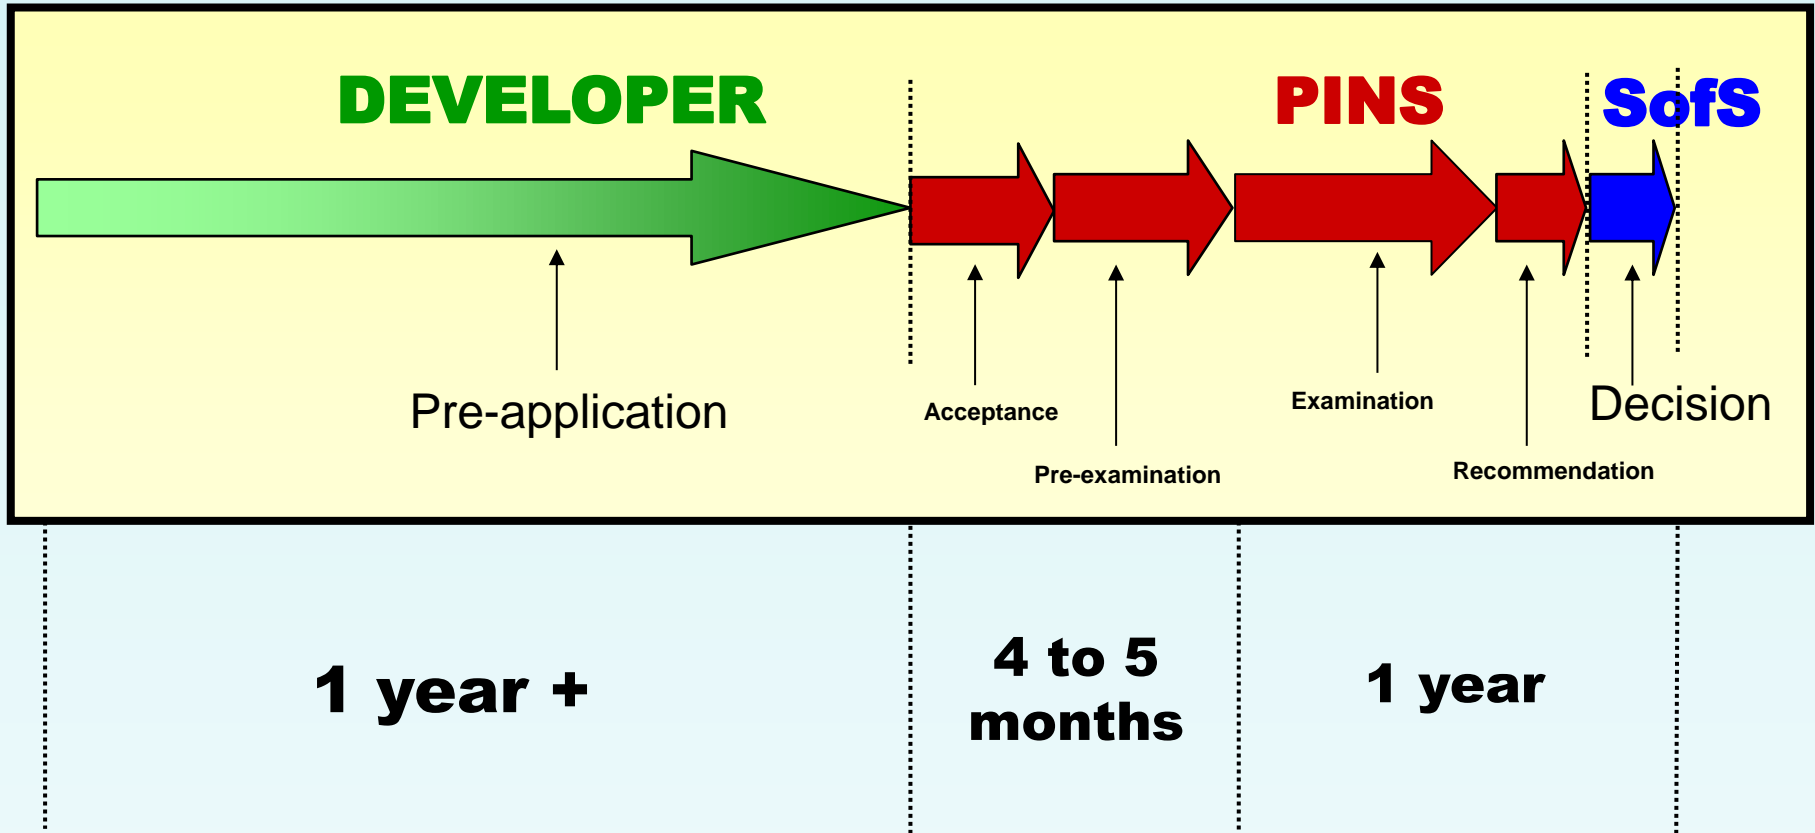 DEVELOPER
PINS
SofS
Pre-application
Acceptance
Examination
Decision
Pre-examination
Recommendation
1 year +
4 to 5
months
1 year